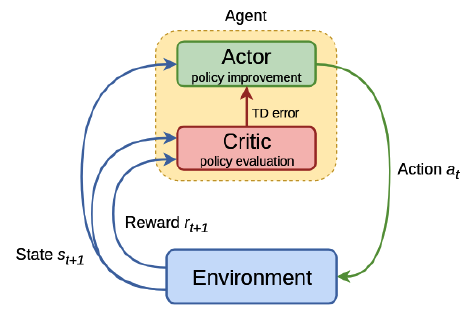 Agent
Actor
policy improvement
TD error
Critic
policy evaluation
Action a_t
Reward r_{t+1}
State s_{t+1}
Environment